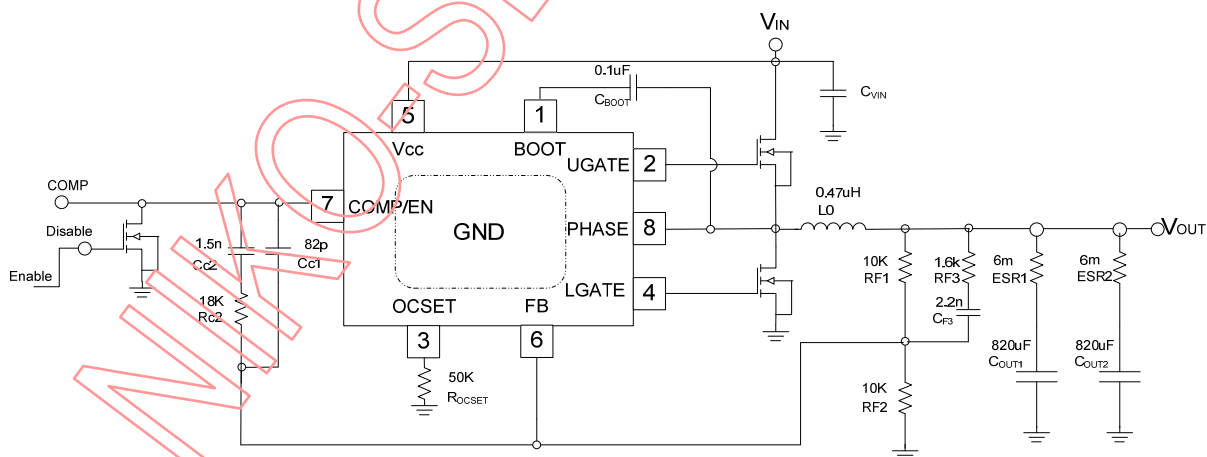 VIN
0.1uF
CBOOT
CVIN
5
1
Vcc
BOOT
UGATE
2
COMP
7
COMP/EN
GND
PHASE
8
0.47uH
L0
VOUT
Disable
Enable
1.5n
Cc2
82p
Cc1
18K
Rc2
LGATE
4
OCSET
FB
3
6
50K
ROCSET
10K
RF1
1.6k
RF3
2.2n
CF3
6m
ESR1
6m
ESR2
820uF
COUT1
820uF
COUT2
10K
RF2